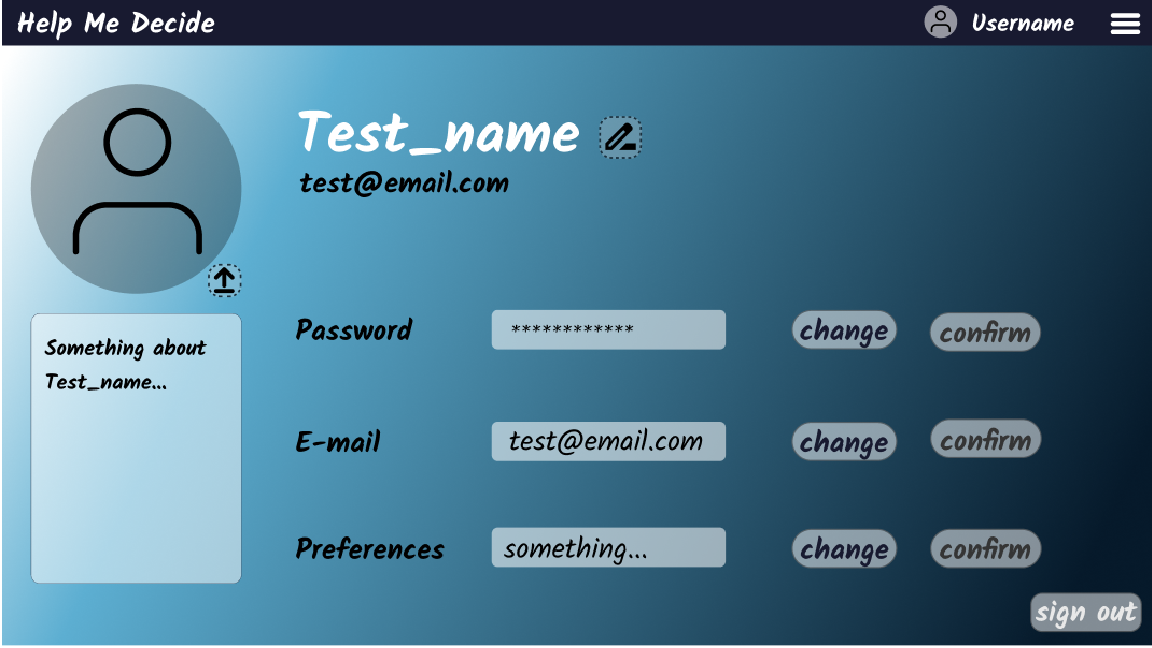 Help Me Decide
Username
Test_name
test@email.com
Something about
Test_name...
Password
************
change
confirm
E-mail
test@email.com
change
confirm
Preferences
something...
change
confirm
sign out